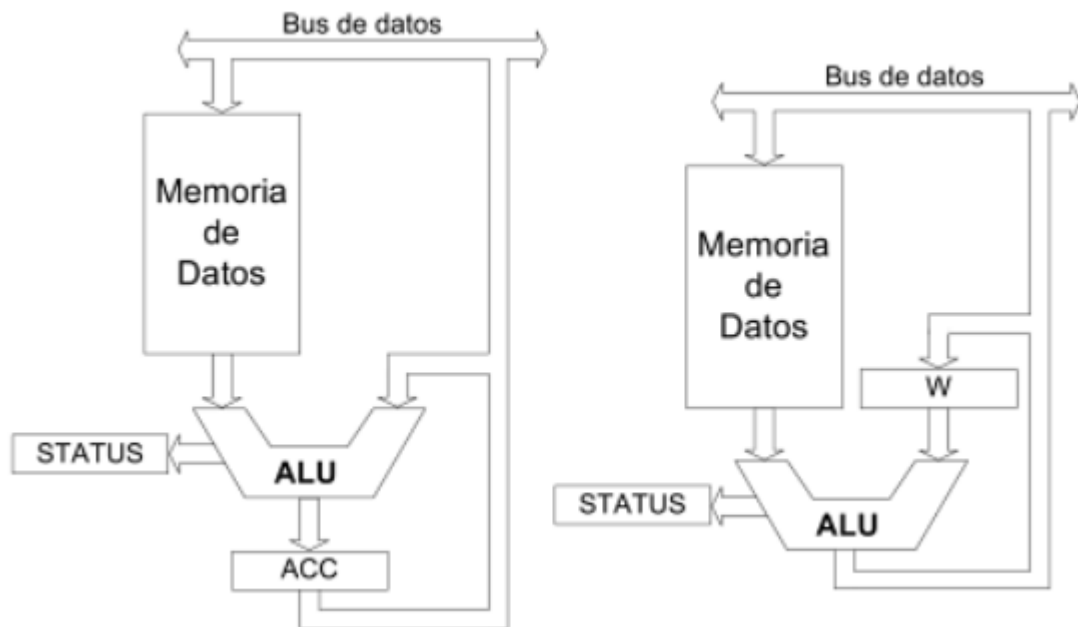 Bus de datos
Memoria
de
Datos
STATUS
ALU
ACC
Bus de datos
Memoria
de
Datos
W
STATUS
ALU